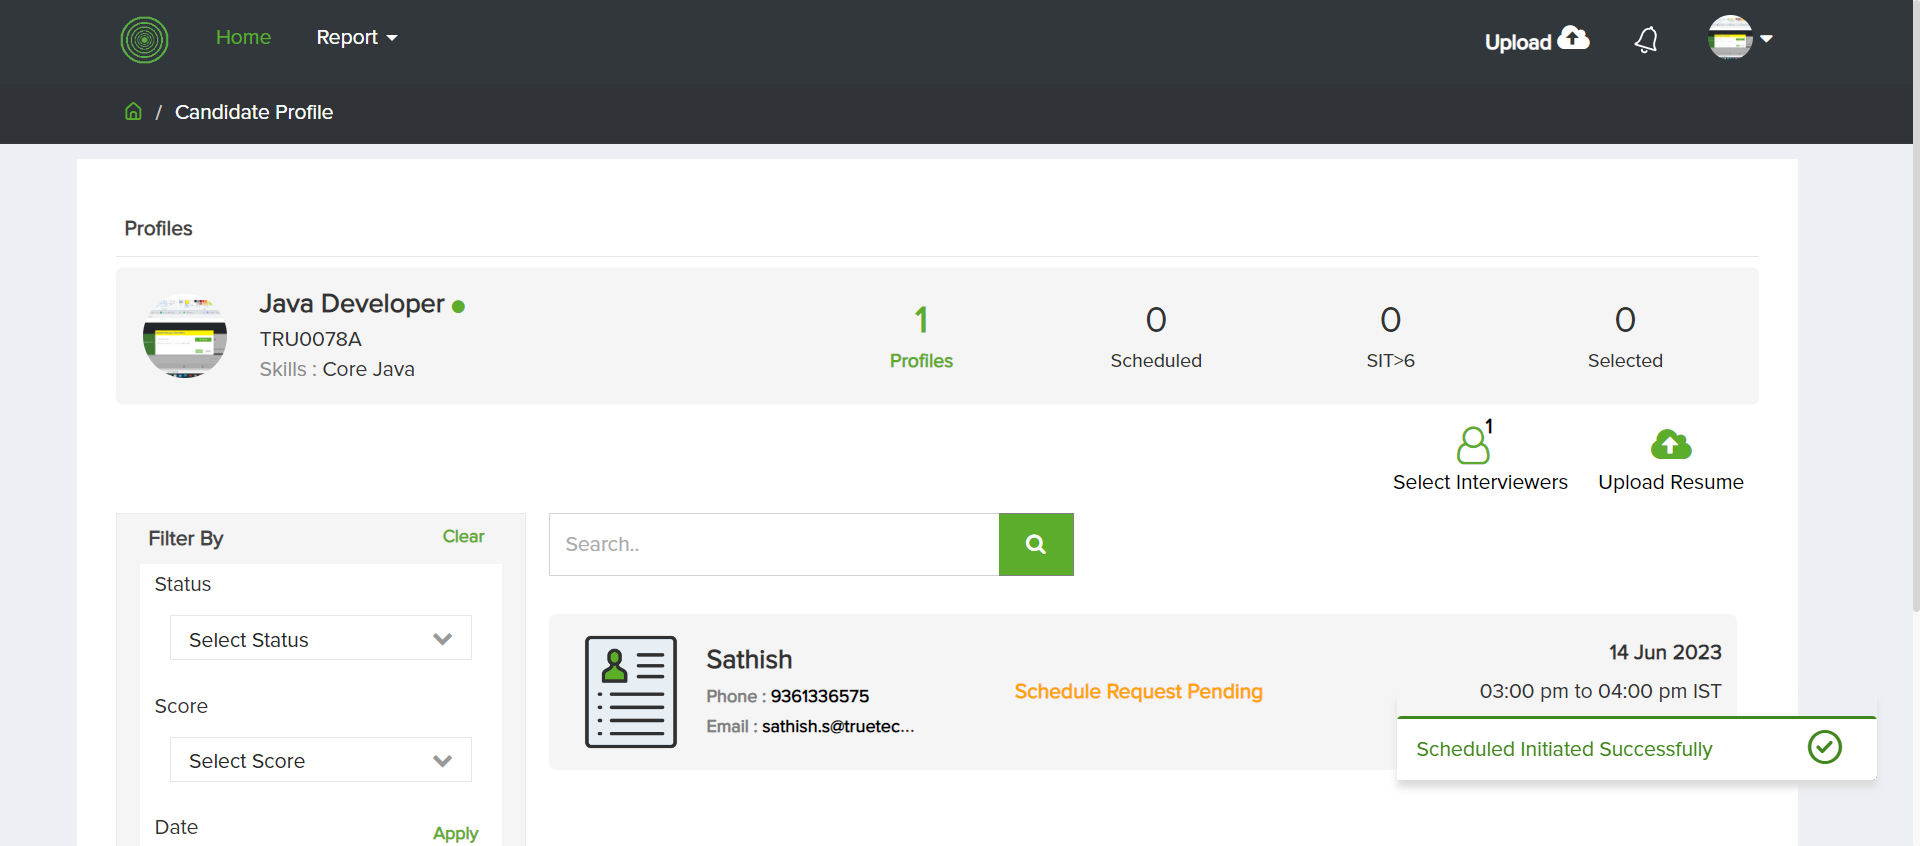 Home
Report
Upload
/ Candidate Profile
Profiles
Java Developer
TRU0078A
Skills : Core Java
1
Profiles
0
Scheduled
0
SIT>6
0
Selected
1
Select Interviewers
Upload Resume
Filter By
Clear
Status
Select Status
Score
Select Score
Date
Apply
Search..
Sathish
Phone : 9361336575
Email : sathish.s@truetec...
Schedule Request Pending
14 Jun 2023
03:00 pm to 04:00 pm IST
Scheduled Initiated Successfully